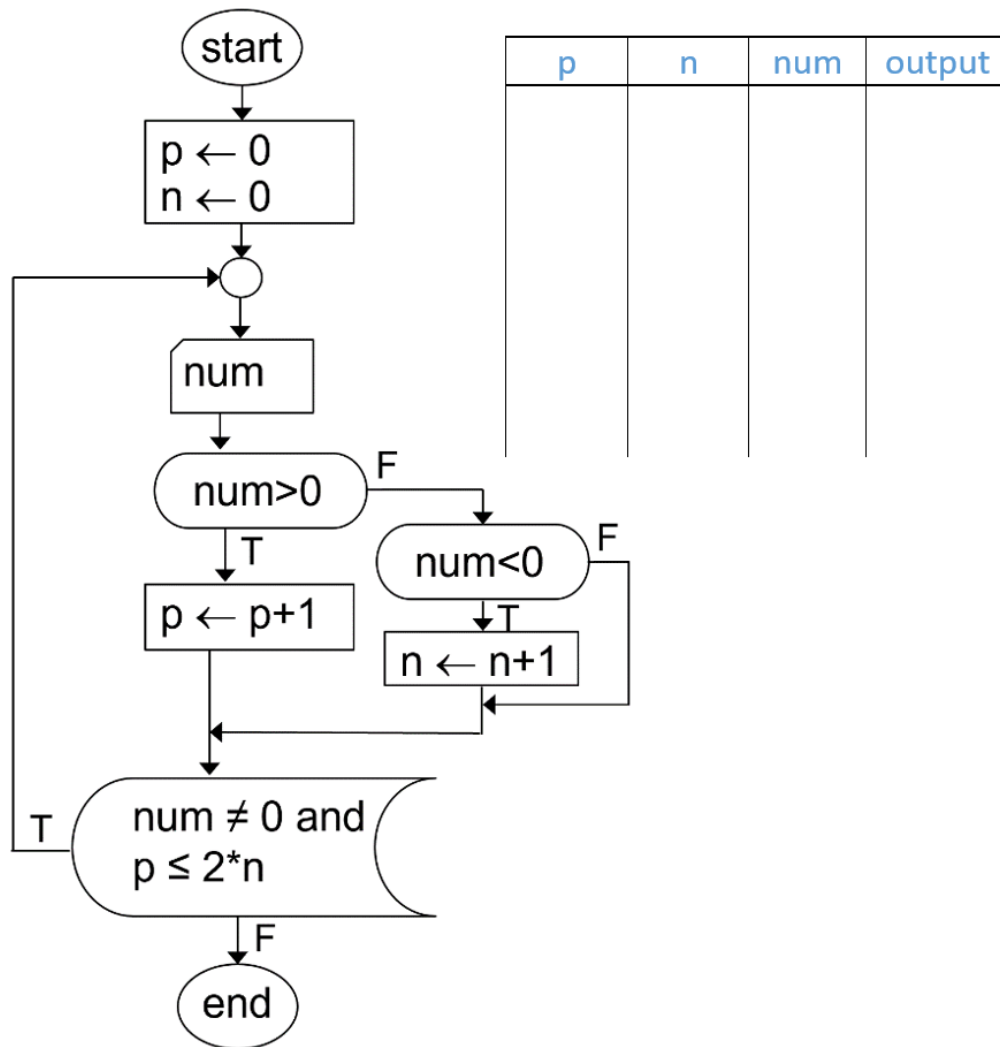 start
p n num output
p ← 0
n ← 0
num
num>0
F
T
num<0
F
T
p ← p+1
n ← n+1
num ≠ 0 and
p ≤ 2*n
T
F
end